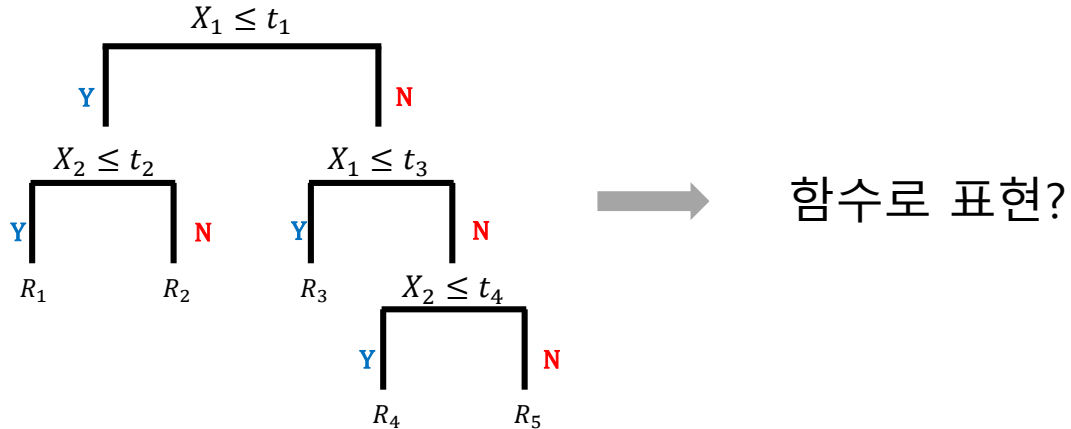 X₁ ≤ t₁
Y N
X₂ ≤ t₂ X₁ ≤ t₃
함수로 표현?
Y N Y N
R₁ R₂ R₃ X₂ ≤ t₄
Y N
R₄ R₅